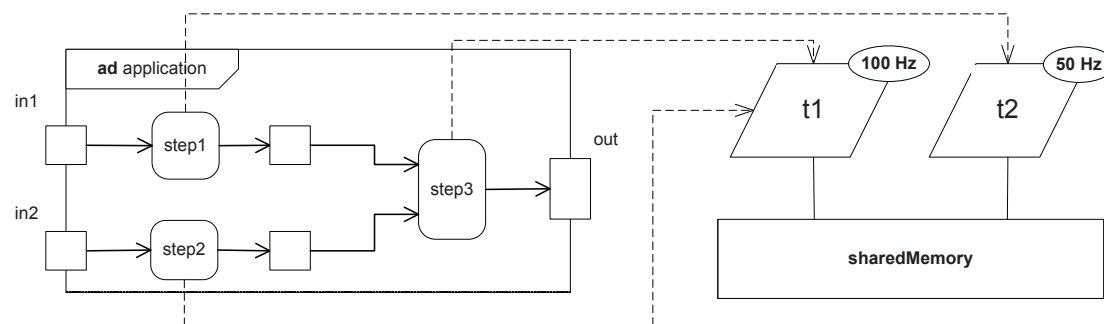 ad application
in1
step1
in2
step2
step3
out
100 Hz
t1
50 Hz
t2
sharedMemory